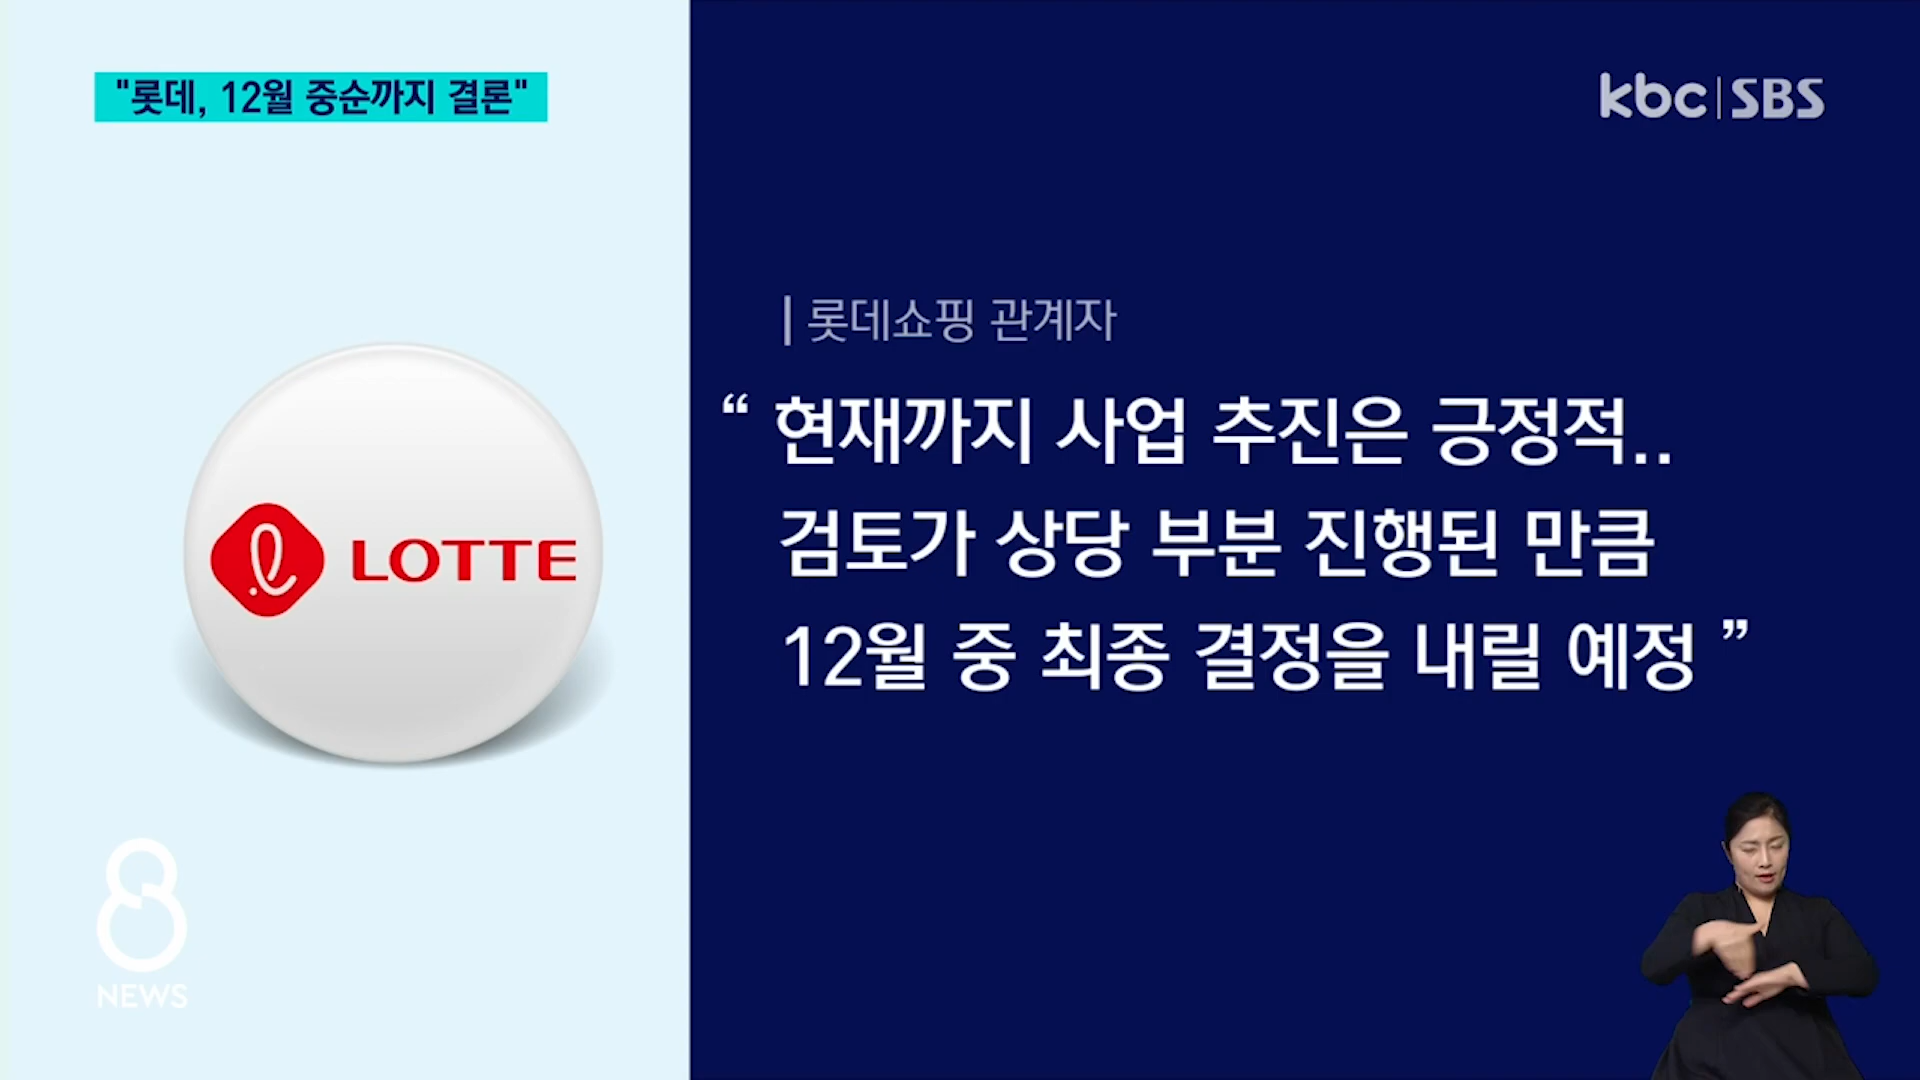 "롯데, 12월 중순까지 결론"
kbc SBS
롯데쇼핑 관계자
“ 현재까지 사업 추진은 긍정적..
검토가 상당 부분 진행된 만큼
12월 중 최종 결정을 내릴 예정 ”
LOTTE
8
NEWS